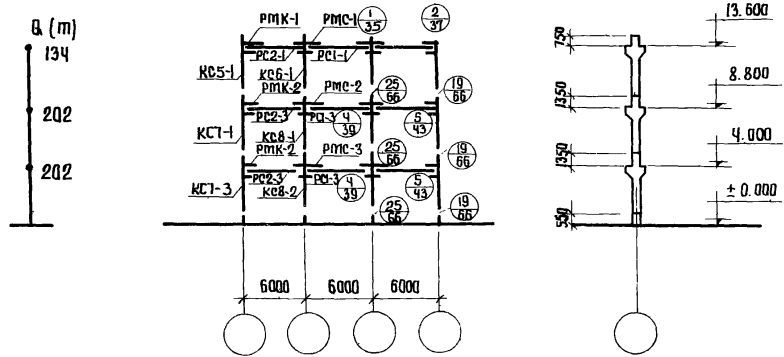 Q (m)
134
202
202
РМК-1
РМС-1
1
35
2
37
РС2-1
РС1-1
КС5-1
КС6-1
РМК-2
РМС-2
25
66
19
66
РС2-3
РС1-3
4
39
5
43
КС7-1
КС8-1
РМК-2
РМС-3
25
66
19
66
РС2-3
РС1-3
4
39
5
43
КС7-3
КС8-2
25
66
19
66
6000
6000
6000
750
13.600
1350
8.800
1350
4.000
550
±0.000